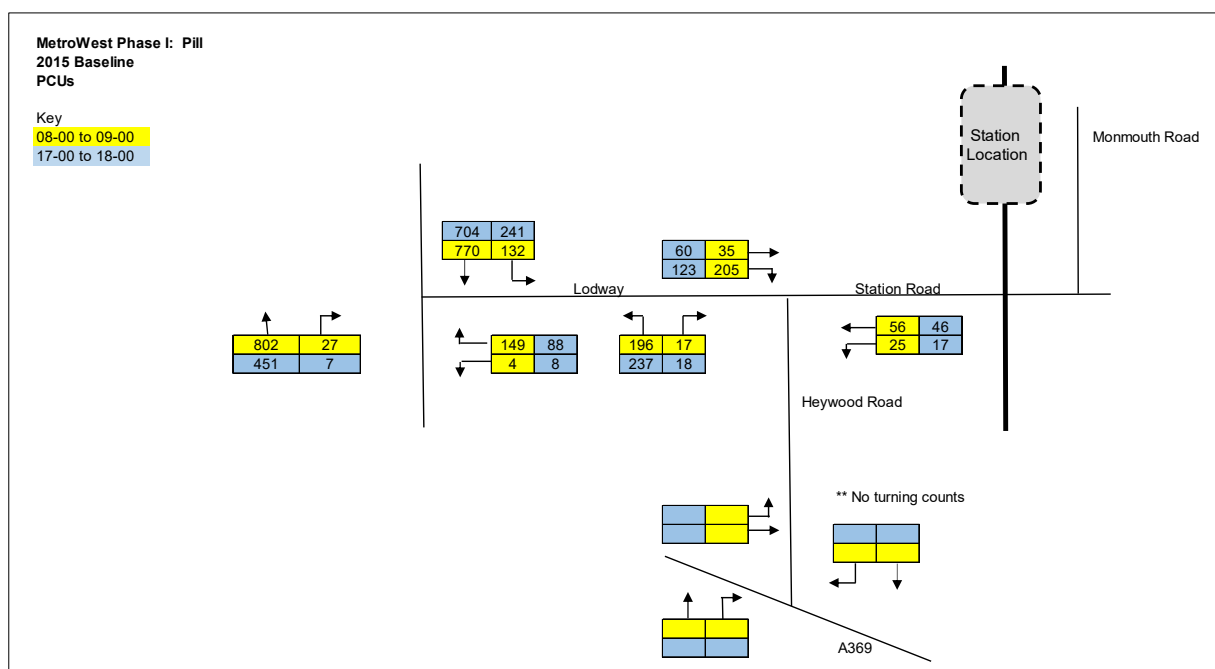 MetroWest Phase I: Pill
2015 Baseline
PCUs
Key
08-00 to 09-00
17-00 to 18-00
Station
Location
Monmouth Road
704 241
770 132
60 35
123 205
Lodway
Station Road
802 27
451 7
149 88
4 8
196 17
237 18
56 46
25 17
Heywood Road
** No turning counts
A369